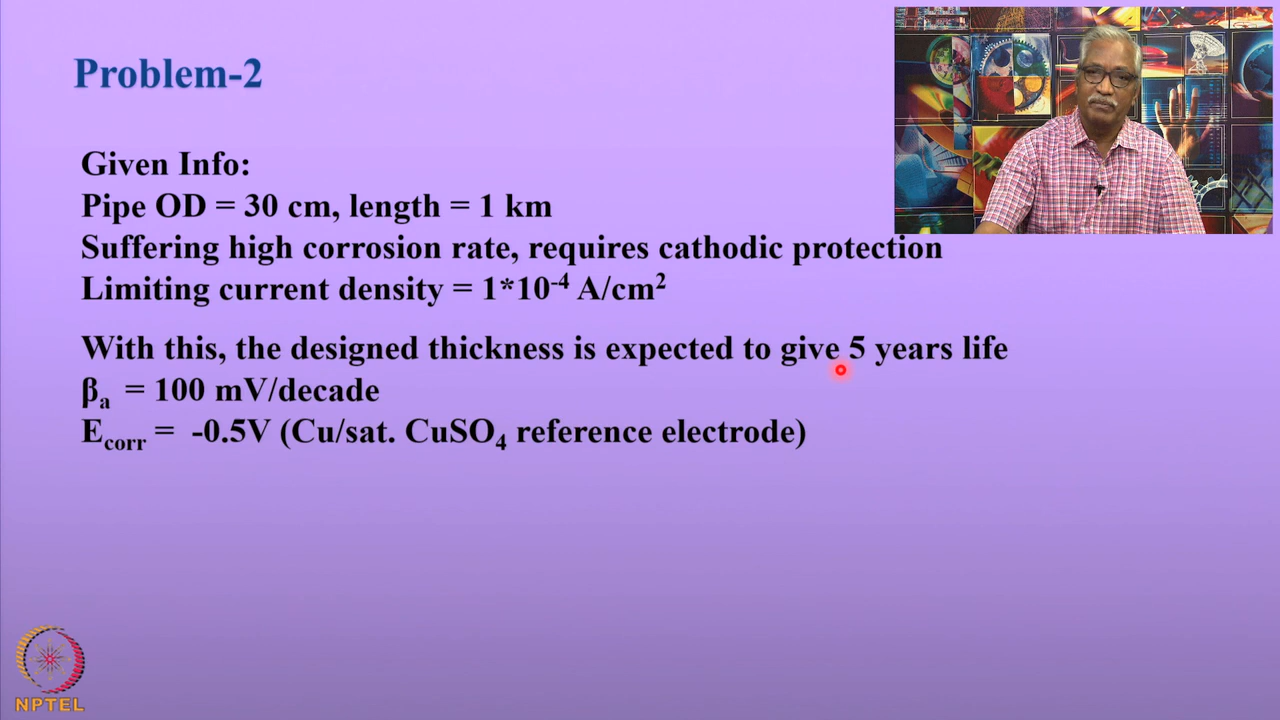 Problem-2
Given Info:
Pipe OD = 30 cm, length = 1 km
Suffering high corrosion rate, requires cathodic protection
Limiting current density = 1*10⁻⁴ A/cm²
With this, the designed thickness is expected to give 5 years life
βₐ = 100 mV/decade
E_corr = -0.5V (Cu/sat. CuSO₄ reference electrode)
NPTEL